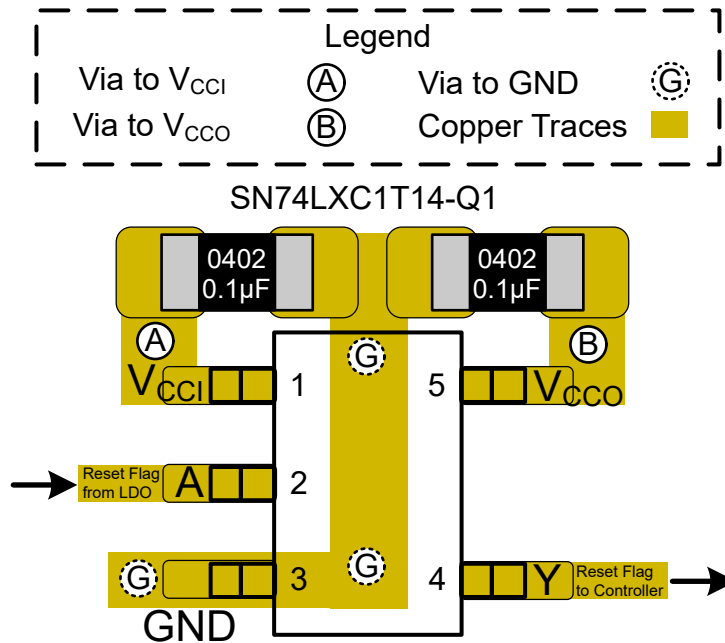 Legend
Via to VCCI A Via to GND G
Via to VCCO B Copper Traces
SN74LXC1T14-Q1
0402
0.1µF
0402
0.1µF
A
G
B
VCCI
1
5
VCCO
Reset Flag
from LDO
A
2
G
3
G
4
Y
Reset Flag
to Controller
GND